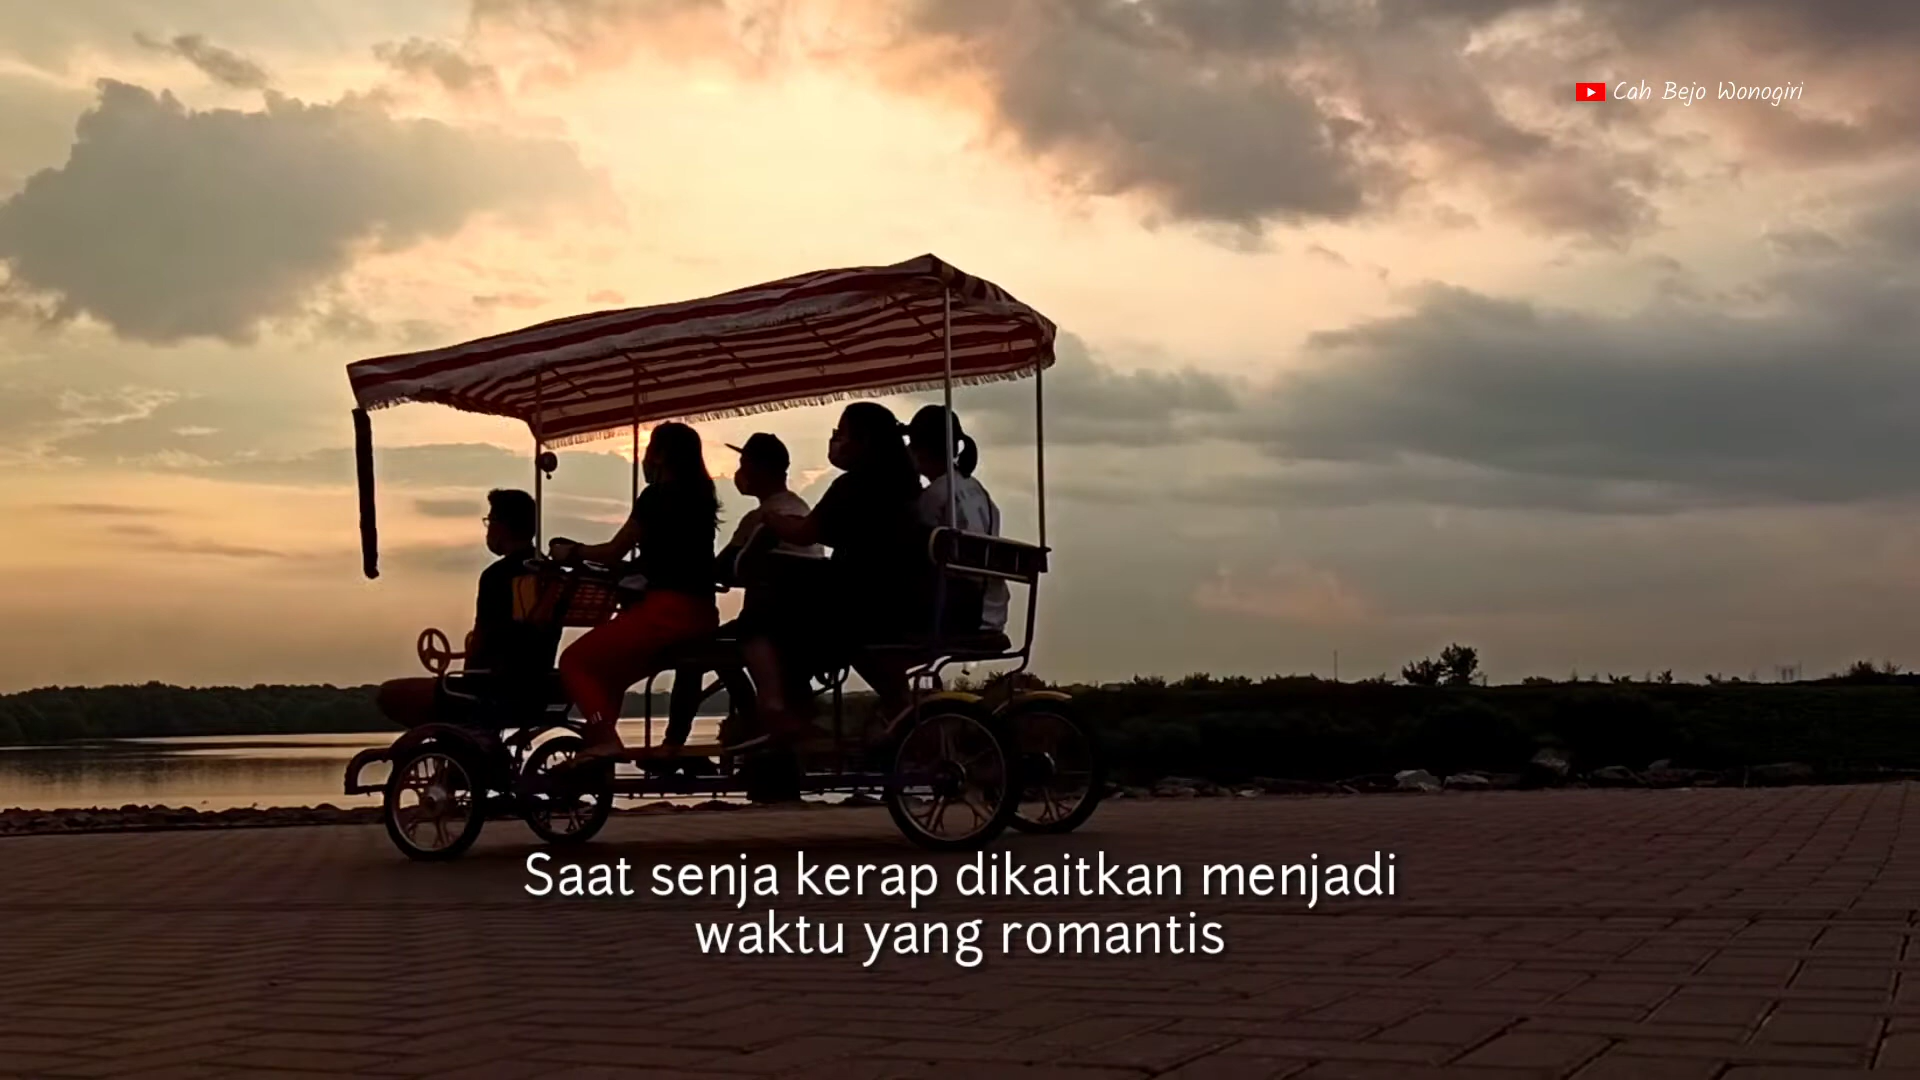 Cah Bejo Wonogiri
Saat senja kerap dikaitkan menjadi
waktu yang romantis